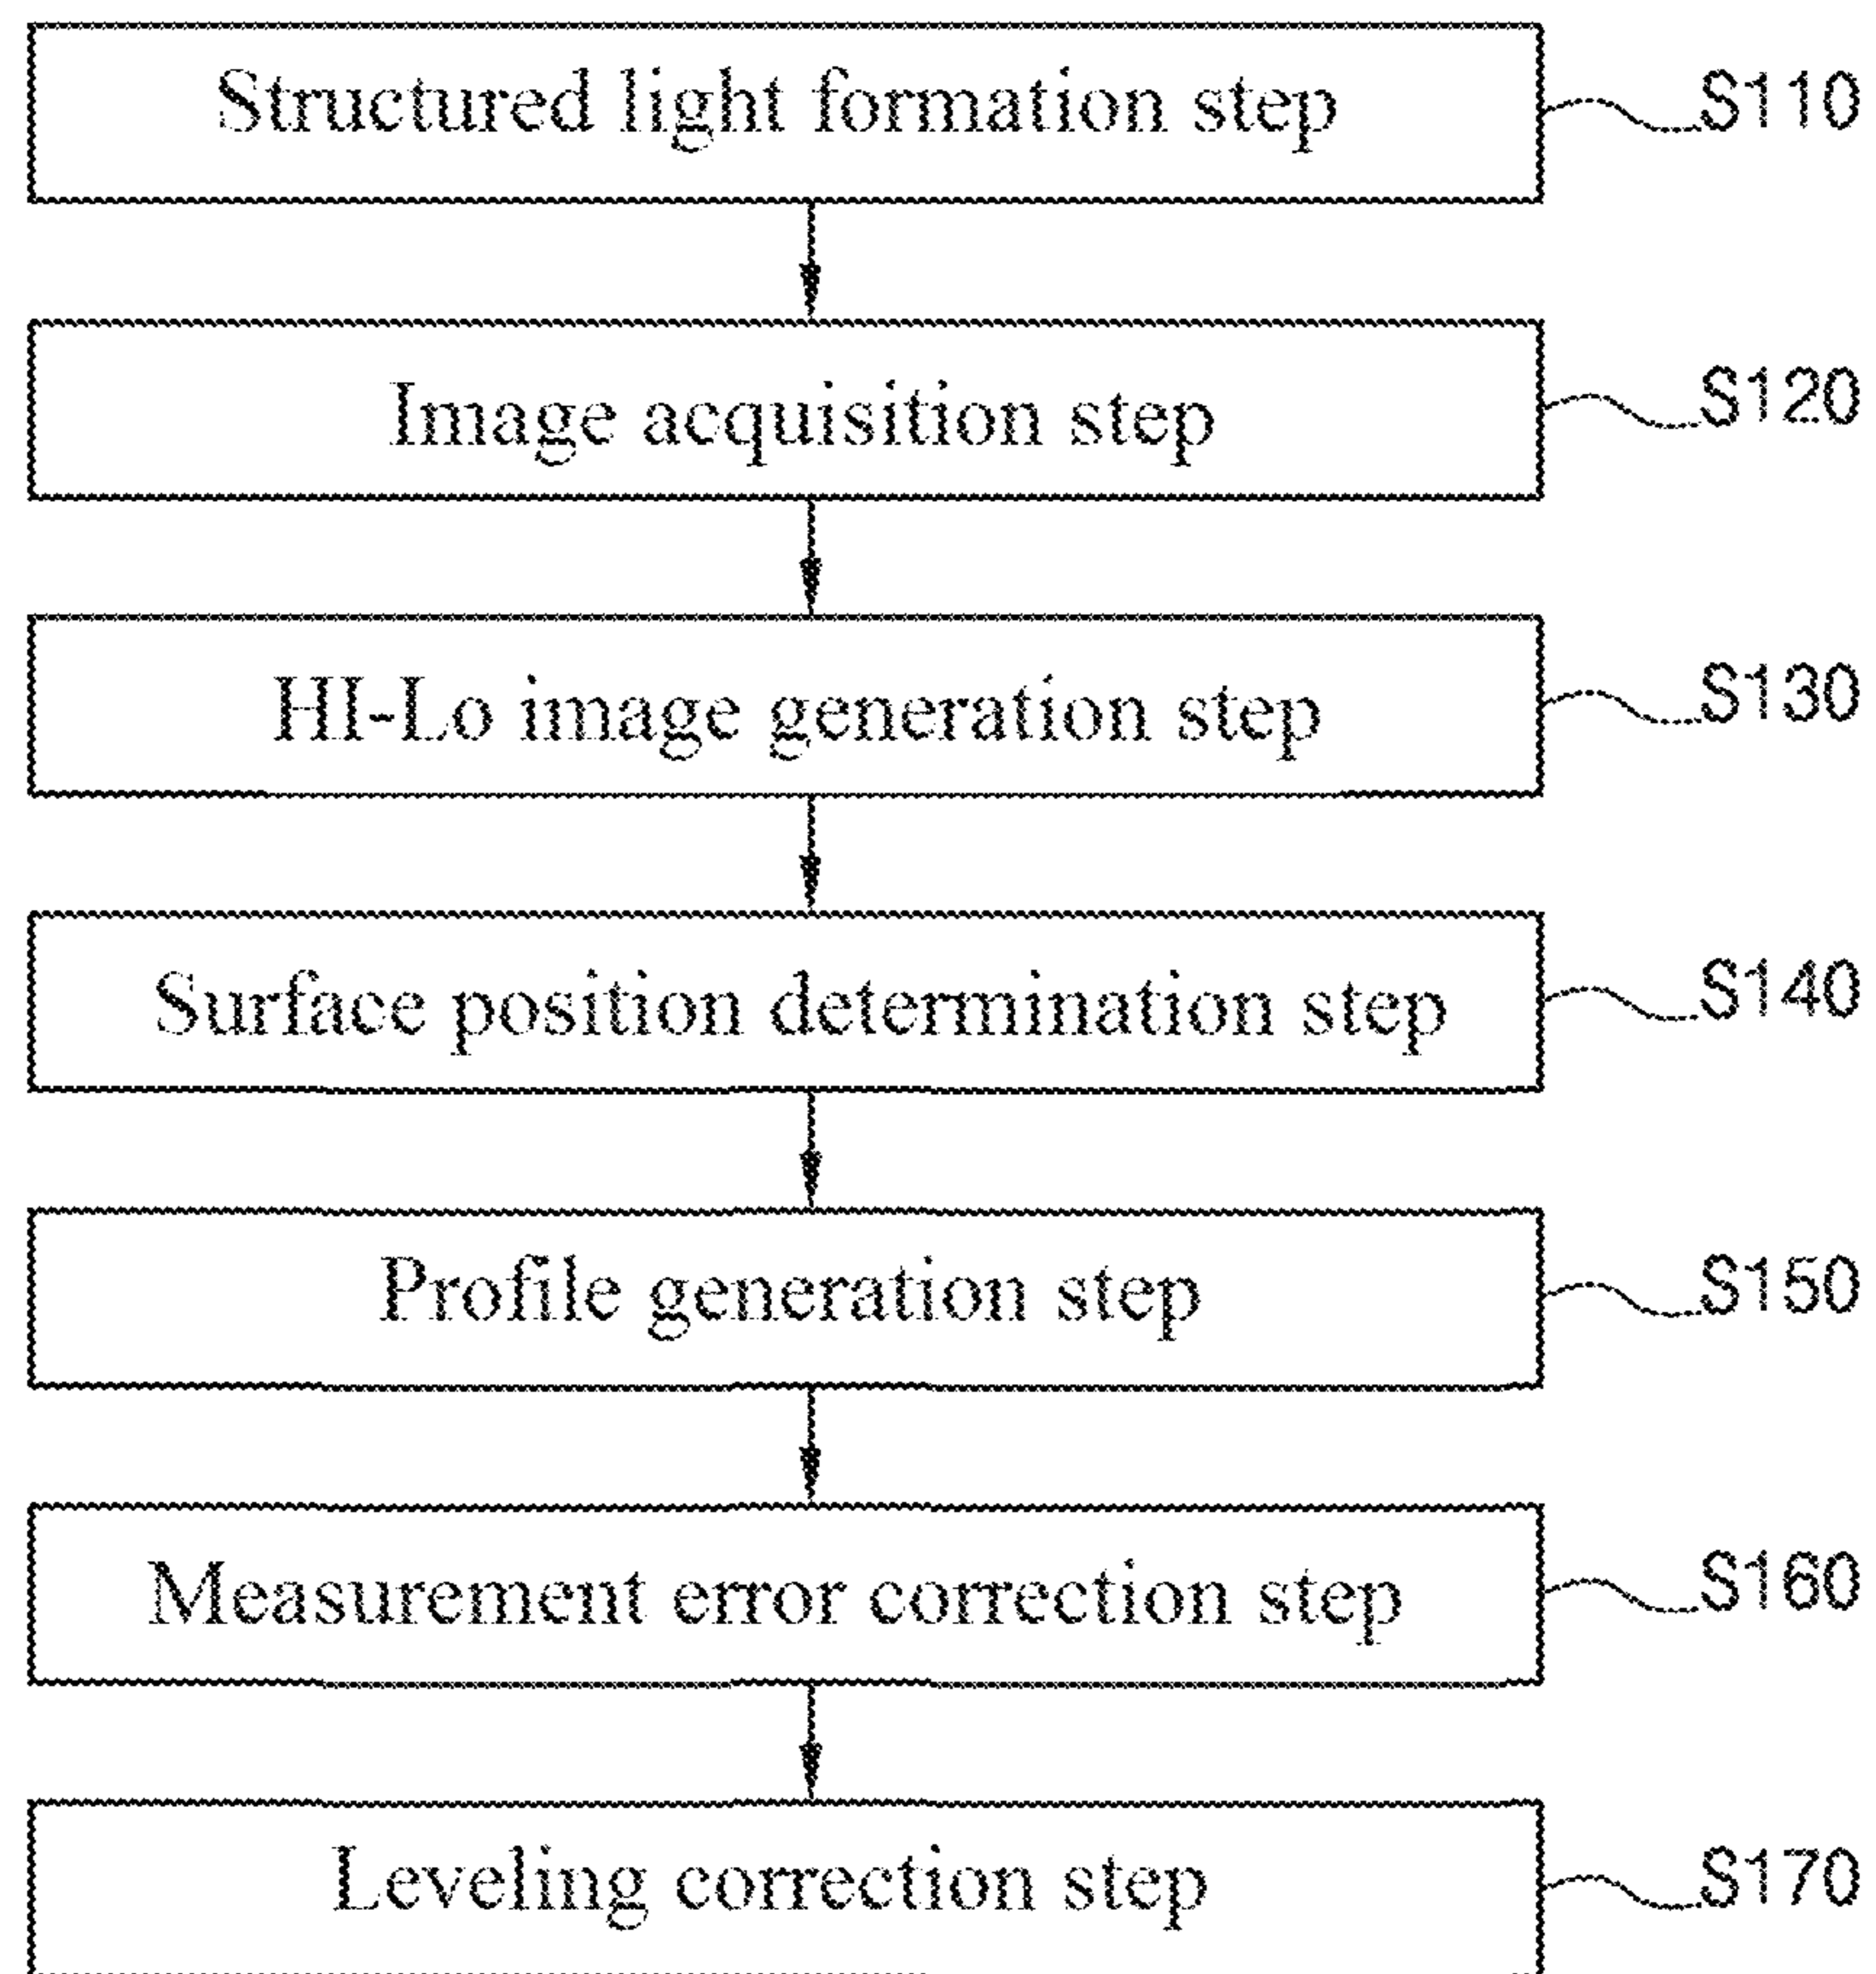 Structured light formation step S110
Image acquisition step S120
HI-Lo image generation step S130
Surface position determination step S140
Profile generation step S150
Measurement error correction step S160
Leveling correction step S170